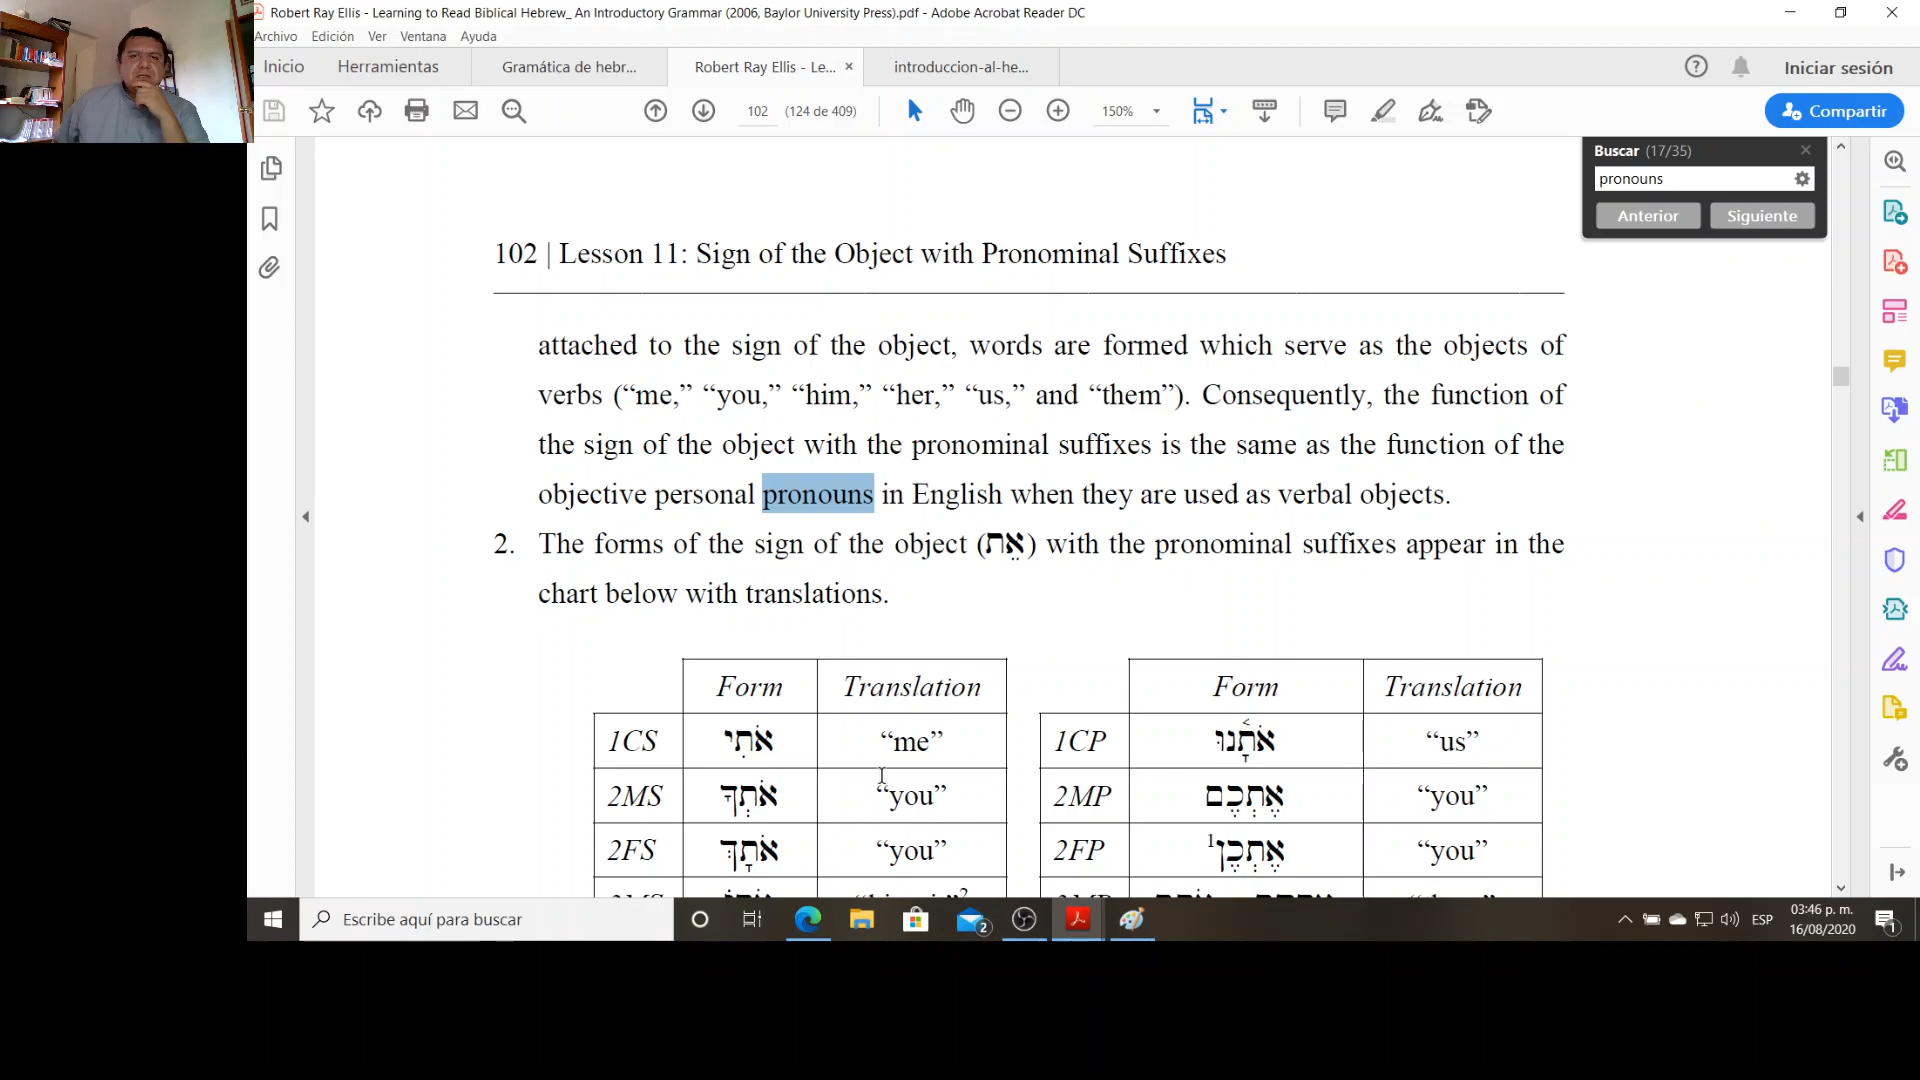 Robert Ray Ellis - Learning to Read Biblical Hebrew_ An Introductory Grammar (2006, Baylor University Press).pdf - Adobe Acrobat Reader DC
Archivo Edición Ver Ventana Ayuda
Inicio Herramientas Gramática de hebr... Robert Ray Ellis - Le... × introduccion-al-he... Iniciar sesión
102 (124 de 409) 150% Compartir
Buscar (17/35)
pronouns
Anterior Siguiente
102 | Lesson 11: Sign of the Object with Pronominal Suffixes
attached to the sign of the object, words are formed which serve as the objects of
verbs (“me,” “you,” “him,” “her,” “us,” and “them”). Consequently, the function of
the sign of the object with the pronominal suffixes is the same as the function of the
objective personal pronouns in English when they are used as verbal objects.
2. The forms of the sign of the object (אֵת) with the pronominal suffixes appear in the
chart below with translations.
Form Translation Form Translation
1CS אֹתִי “me” 1CP אֹתָ֫נוּ “us”
2MS אֹתְךָ “you” 2MP אֶתְכֶם “you”
2FS אֹתָךְ “you” 2FP אֶתְכֶן1 “you”
Escribe aquí para buscar 2 ESP 03:46 p. m. 1
16/08/2020